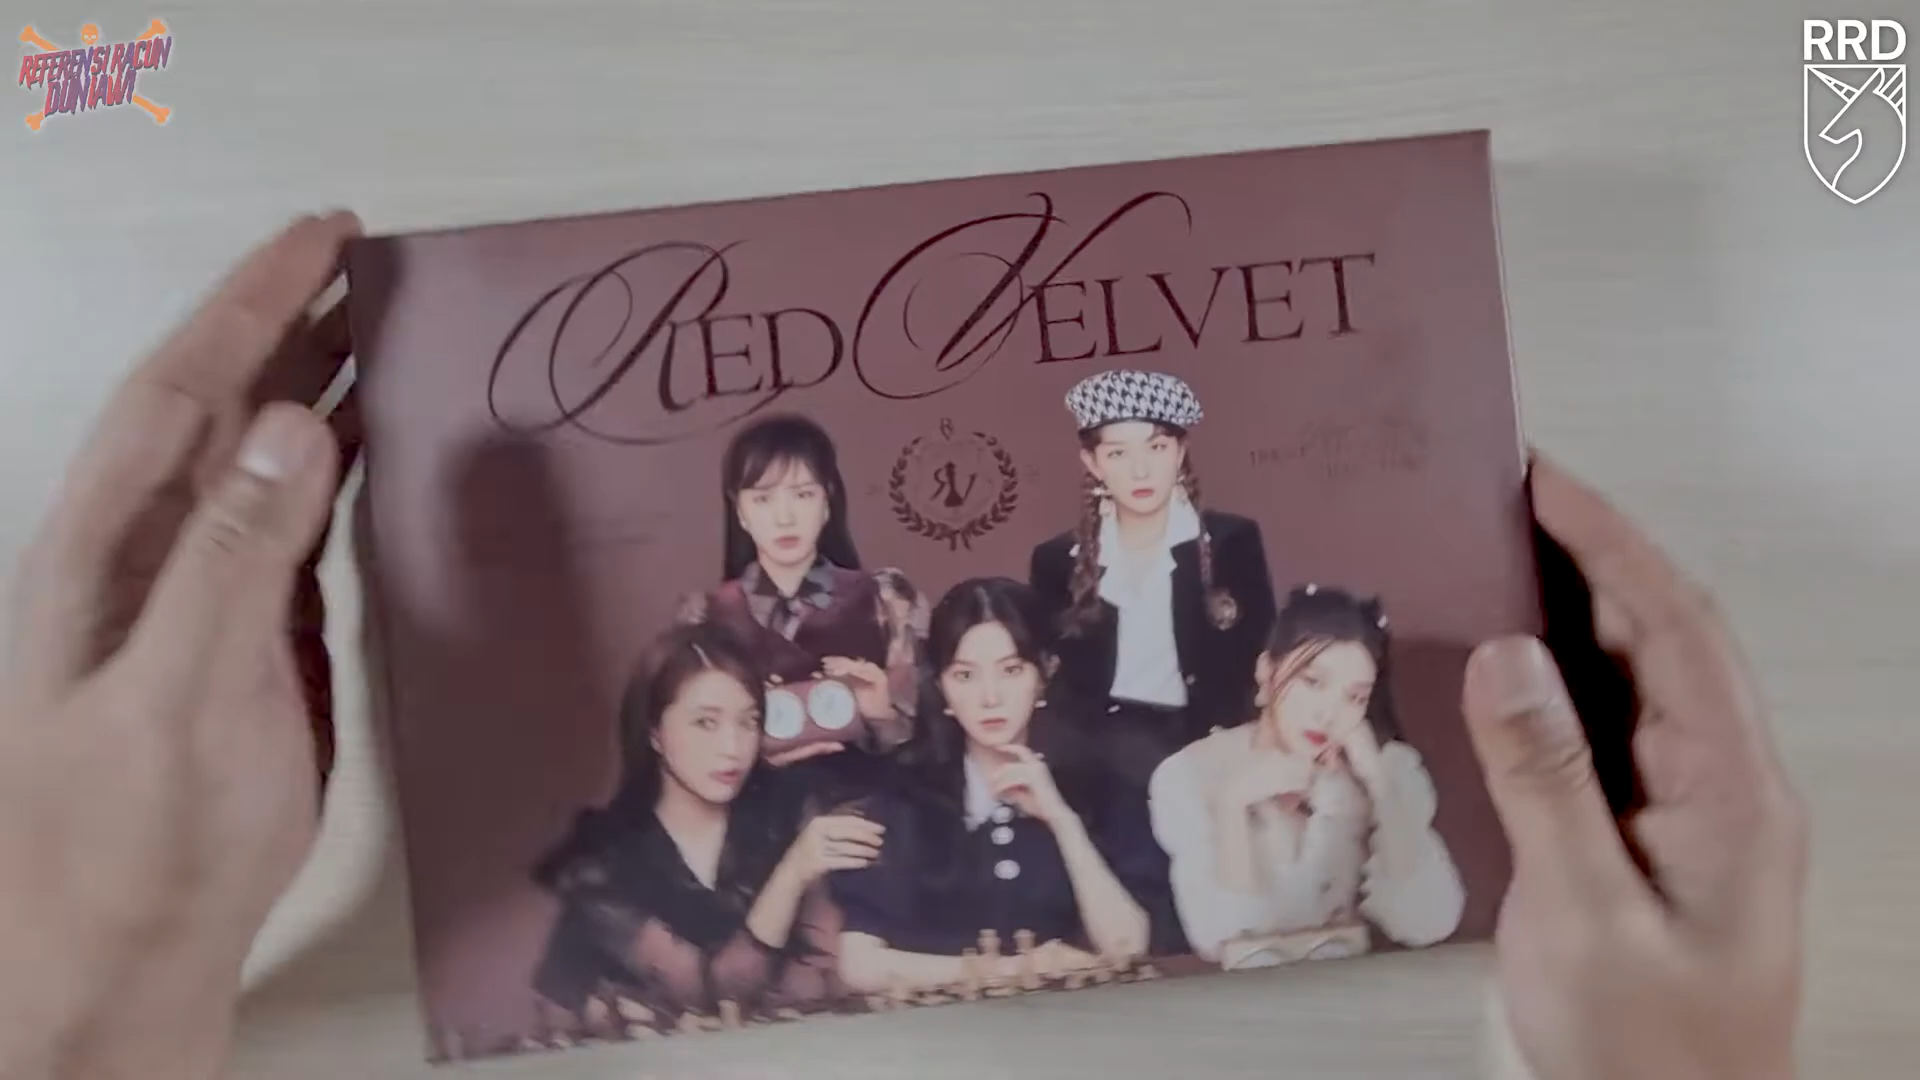 REFERENSI RACUN
DUNIAWI
RRD
RED VELVET
RV